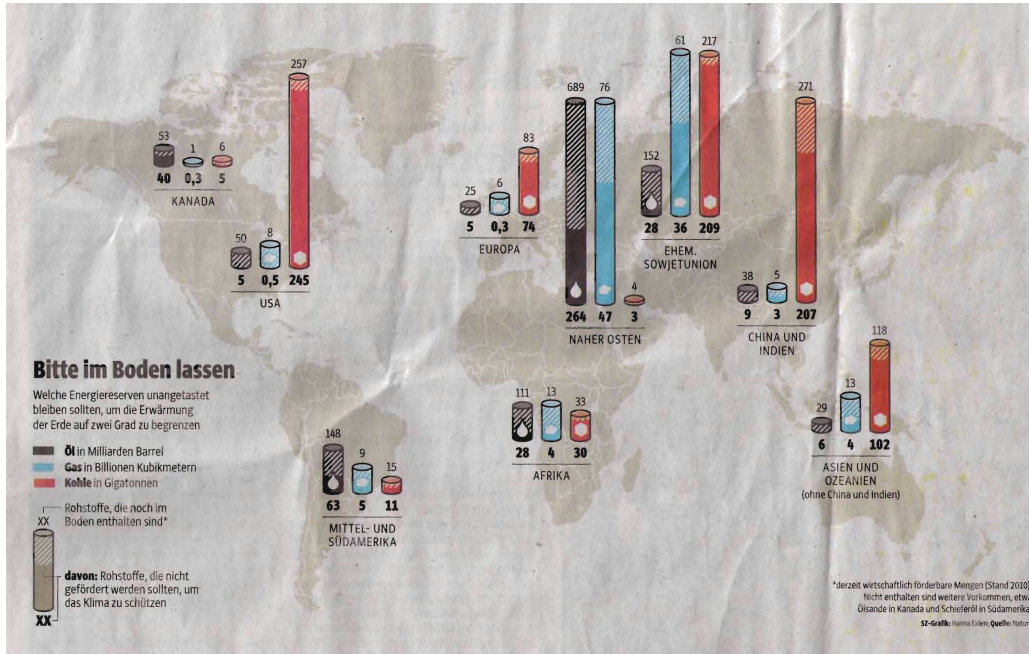 257
53
1
6
40 0,3 5
KANADA
50
8
5 0,5 245
USA
25
6
83
5 0,3 74
EUROPA
689
76
4
264 47 3
NAHER OSTEN
152
61
217
28 36 209
EHEM.
SOWJETUNION
38
5
271
9 3 207
CHINA UND
INDIEN
29
13
118
6 4 102
ASIEN UND
OZEANIEN
(ohne China und Indien)
111
13
33
28 4 30
AFRIKA
148
9
15
63 5 11
MITTEL- UND
SÜDAMERIKA
Bitte im Boden lassen
Welche Energiereserven unangetastet
bleiben sollten, um die Erwärmung
der Erde auf zwei Grad zu begrenzen
Öl in Milliarden Barrel
Gas in Billionen Kubikmetern
Kohle in Gigatonnen
XX
Rohstoffe, die noch im
Boden enthalten sind*
davon: Rohstoffe, die nicht
gefördert werden sollten, um
das Klima zu schützen
XX
*derzeit wirtschaftlich förderbare Mengen (Stand 2010)
Nicht enthalten sind weitere Vorkommen, etwa
Ölsande in Kanada und Schieferöl in Südamerika
SZ-Grafik: Hanna Eiden; Quelle: Nature